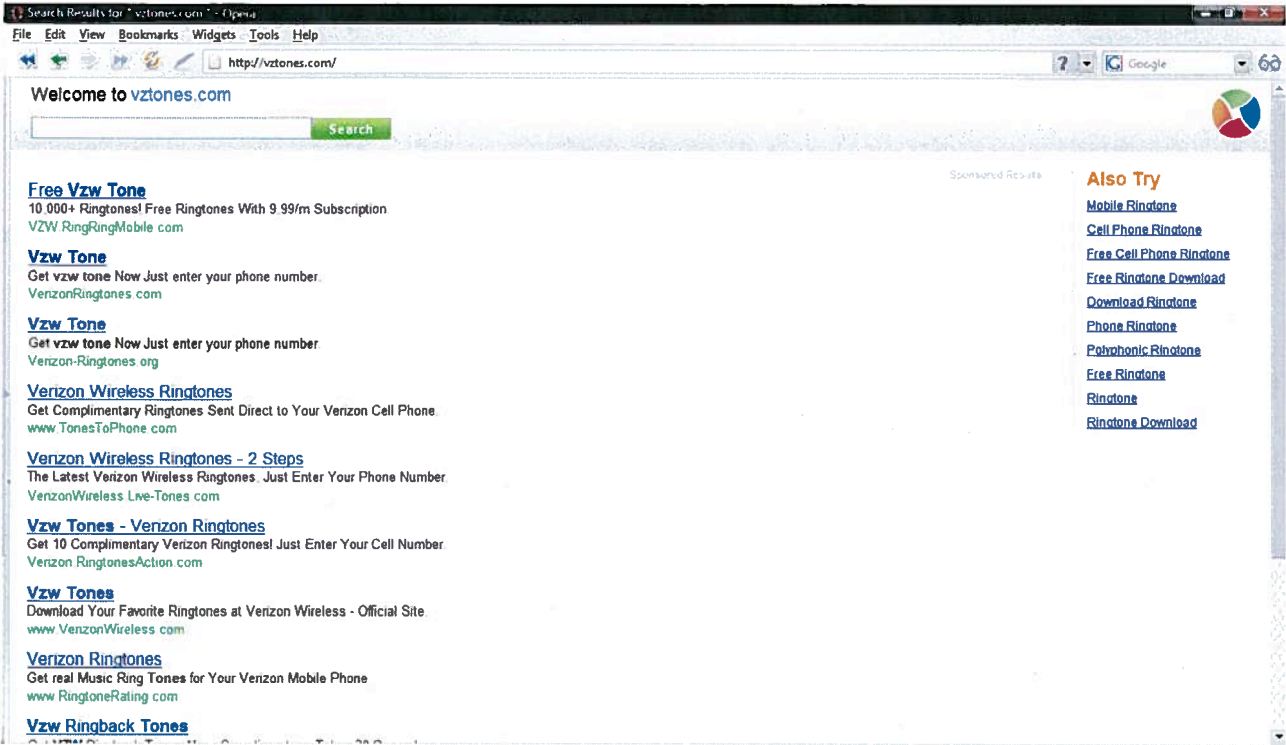 Search Results for " vztones.com " - Opera
File Edit View Bookmarks Widgets Tools Help
http://vztones.com/
? Google
Welcome to vztones.com
Search
Sponsored Results
Free Vzw Tone
10,000+ Ringtones! Free Ringtones With 9.99/m Subscription.
VZW.RingRingMobile.com
Vzw Tone
Get vzw tone Now Just enter your phone number.
VerizonRingtones.com
Vzw Tone
Get vzw tone Now Just enter your phone number.
Verizon-Ringtones.org
Verizon Wireless Ringtones
Get Complimentary Ringtones Sent Direct to Your Verizon Cell Phone.
www.TonesToPhone.com
Verizon Wireless Ringtones - 2 Steps
The Latest Verizon Wireless Ringtones. Just Enter Your Phone Number.
VerizonWireless.Live-Tones.com
Vzw Tones - Verizon Ringtones
Get 10 Complimentary Verizon Ringtones! Just Enter Your Cell Number.
Verizon.RingtonesAction.com
Vzw Tones
Download Your Favorite Ringtones at Verizon Wireless - Official Site.
www.VerizonWireless.com
Verizon Ringtones
Get real Music Ring Tones for Your Verizon Mobile Phone
www.RingtoneRating.com
Vzw Ringback Tones
Also Try
Mobile Ringtone
Cell Phone Ringtone
Free Cell Phone Ringtone
Free Ringtone Download
Download Ringtone
Phone Ringtone
Polyphonic Ringtone
Free Ringtone
Ringtone
Ringtone Download